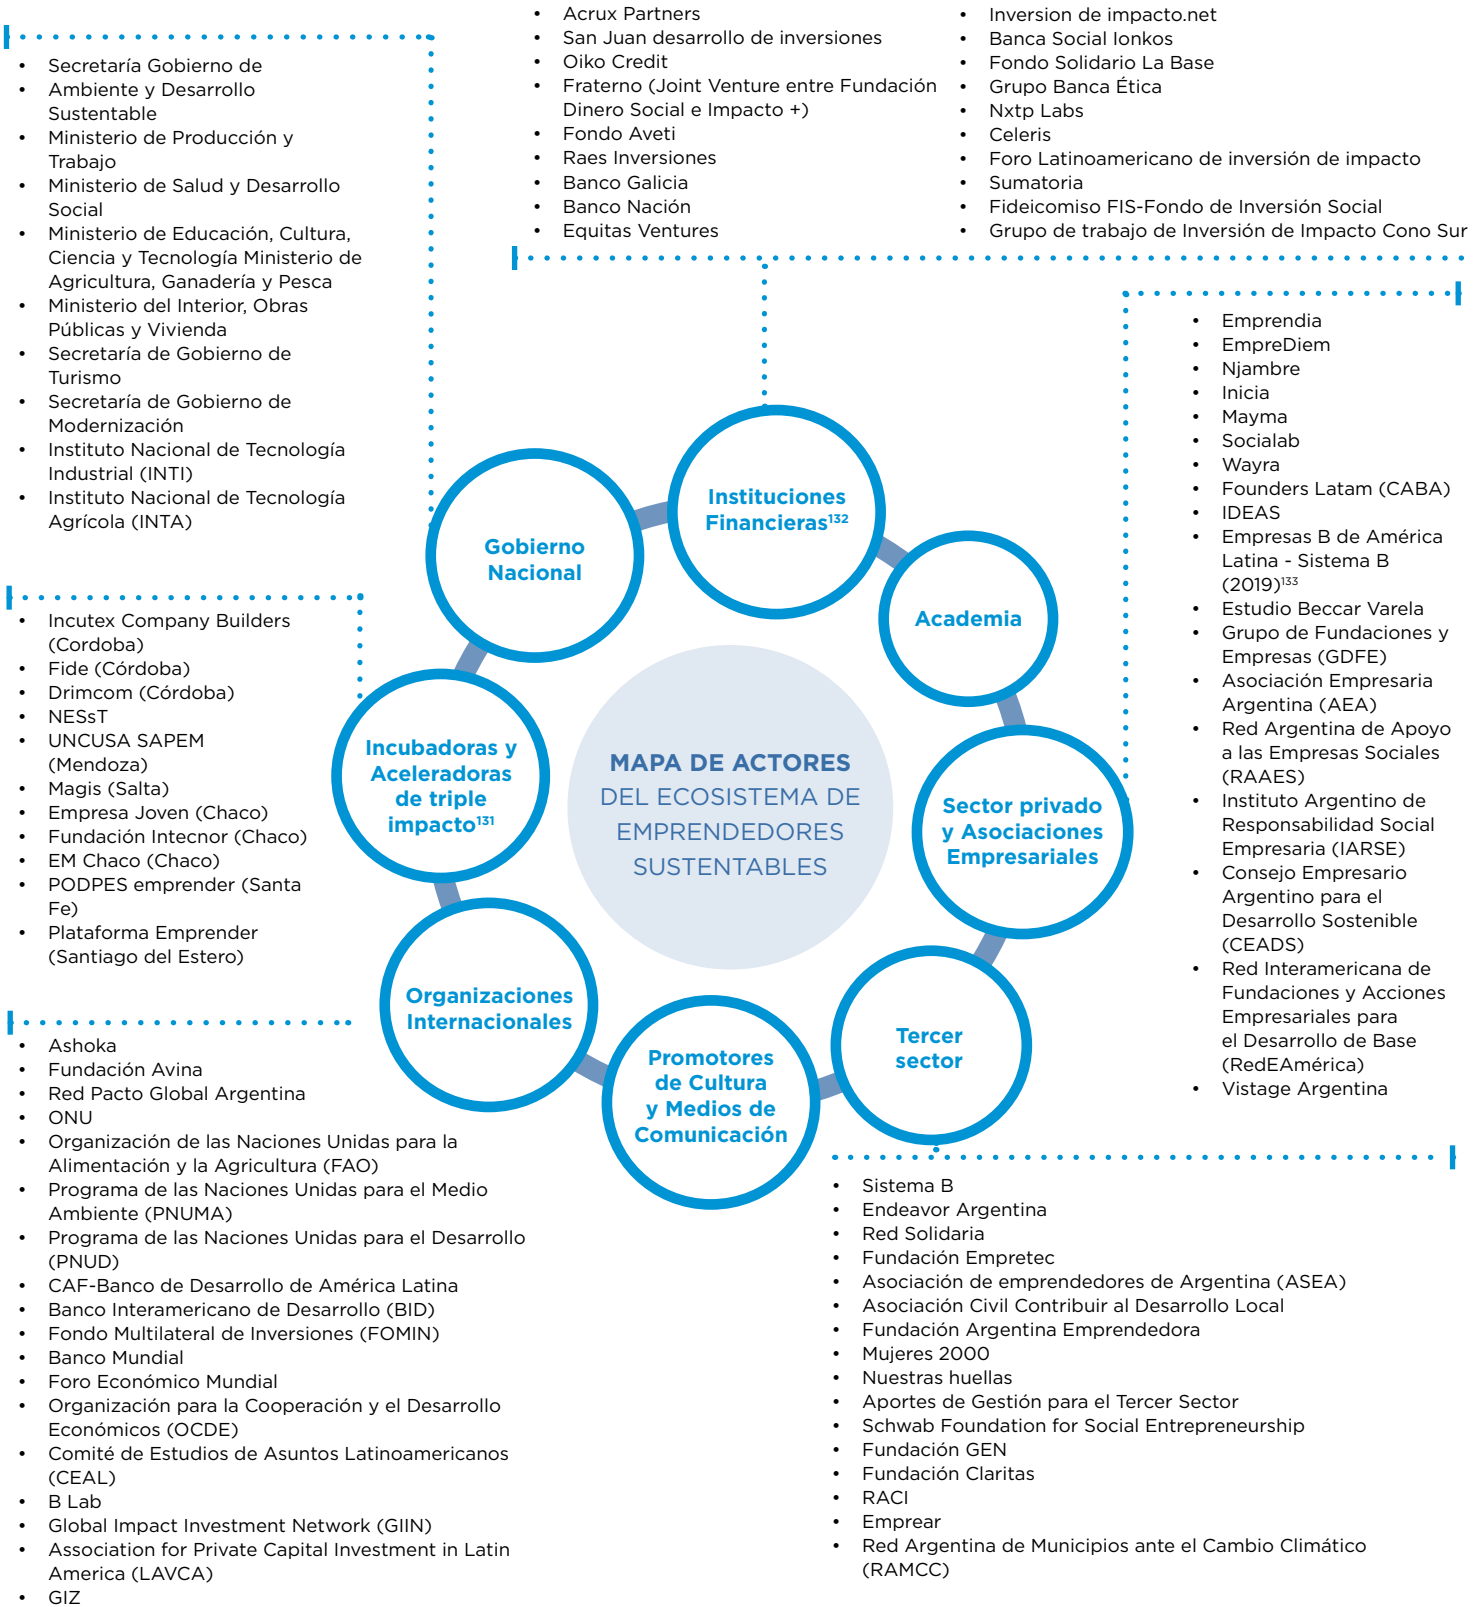 • Acrux Partners
• San Juan desarrollo de inversiones
• Oiko Credit
• Fraterno (Joint Venture entre Fundación
Dinero Social e Impacto +)
• Fondo Aveti
• Raes Inversiones
• Banco Galicia
• Banco Nación
• Equitas Ventures
• Inversion de impacto.net
• Banca Social Ionkos
• Fondo Solidario La Base
• Grupo Banca Ética
• Nxtp Labs
• Celeris
• Foro Latinoamericano de inversión de impacto
• Sumatoria
• Fideicomiso FIS-Fondo de Inversión Social
• Grupo de trabajo de Inversión de Impacto Cono Sur
• Secretaría Gobierno de
• Ambiente y Desarrollo
Sustentable
• Ministerio de Producción y
Trabajo
• Ministerio de Salud y Desarrollo
Social
• Ministerio de Educación, Cultura,
Ciencia y Tecnología Ministerio de
Agricultura, Ganadería y Pesca
• Ministerio del Interior, Obras
Públicas y Vivienda
• Secretaría de Gobierno de
Turismo
• Secretaría de Gobierno de
Modernización
• Instituto Nacional de Tecnología
Industrial (INTI)
• Instituto Nacional de Tecnología
Agrícola (INTA)
• Emprendia
• EmpreDiem
• Njambre
• Inicia
• Mayma
• Socialab
• Wayra
• Founders Latam (CABA)
• IDEAS
• Empresas B de América
Latina - Sistema B
(2019)133
• Estudio Beccar Varela
• Grupo de Fundaciones y
Empresas (GDFE)
• Asociación Empresaria
Argentina (AEA)
• Red Argentina de Apoyo
a las Empresas Sociales
(RAAES)
• Instituto Argentino de
Responsabilidad Social
Empresaria (IARSE)
• Consejo Empresario
Argentino para el
Desarrollo Sostenible
(CEADS)
• Red Interamericana de
Fundaciones y Acciones
Empresariales para
el Desarrollo de Base
(RedEAmérica)
• Vistage Argentina
Instituciones
Financieras132
Gobierno
Nacional
Academia
Incubadoras y
Aceleradoras
de triple
impacto131
MAPA DE ACTORES
DEL ECOSISTEMA DE
EMPRENDEDORES
SUSTENTABLES
Sector privado
y Asociaciones
Empresariales
Organizaciones
Internacionales
Promotores
de Cultura
y Medios de
Comunicación
Tercer
sector
• Incutex Company Builders
(Cordoba)
• Fide (Córdoba)
• Drimcom (Córdoba)
• NESsT
• UNCUSA SAPEM
(Mendoza)
• Magis (Salta)
• Empresa Joven (Chaco)
• Fundación Intecnor (Chaco)
• EM Chaco (Chaco)
• PODPES emprender (Santa
Fe)
• Plataforma Emprender
(Santiago del Estero)
• Ashoka
• Fundación Avina
• Red Pacto Global Argentina
• ONU
• Organización de las Naciones Unidas para la
Alimentación y la Agricultura (FAO)
• Programa de las Naciones Unidas para el Medio
Ambiente (PNUMA)
• Programa de las Naciones Unidas para el Desarrollo
(PNUD)
• CAF-Banco de Desarrollo de América Latina
• Banco Interamericano de Desarrollo (BID)
• Fondo Multilateral de Inversiones (FOMIN)
• Banco Mundial
• Foro Económico Mundial
• Organización para la Cooperación y el Desarrollo
Económicos (OCDE)
• Comité de Estudios de Asuntos Latinoamericanos
(CEAL)
• B Lab
• Global Impact Investment Network (GIIN)
• Association for Private Capital Investment in Latin
America (LAVCA)
• GIZ
• Sistema B
• Endeavor Argentina
• Red Solidaria
• Fundación Empretec
• Asociación de emprendedores de Argentina (ASEA)
• Asociación Civil Contribuir al Desarrollo Local
• Fundación Argentina Emprendedora
• Mujeres 2000
• Nuestras huellas
• Aportes de Gestión para el Tercer Sector
• Schwab Foundation for Social Entrepreneurship
• Fundación GEN
• Fundación Claritas
• RACI
• Emprear
• Red Argentina de Municipios ante el Cambio Climático
(RAMCC)